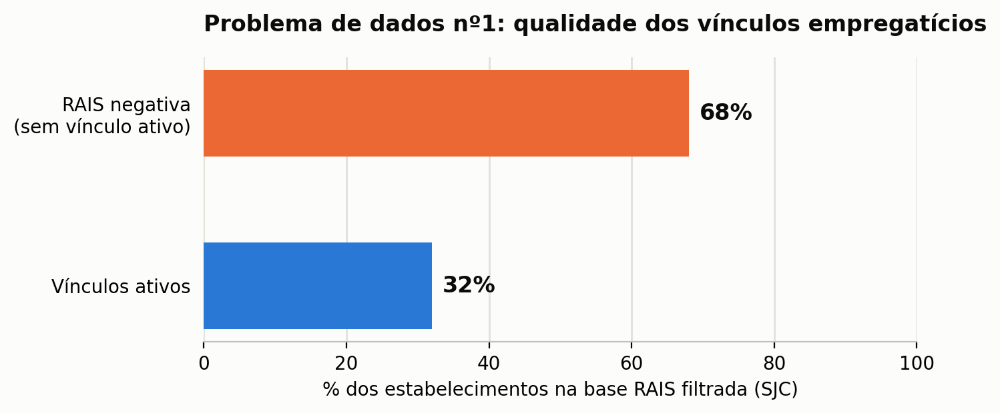 Problema de dados nº1: qualidade dos vínculos empregatícios
RAIS negativa
(sem vínculo ativo)
68%
Vínculos ativos
32%
0 20 40 60 80 100
% dos estabelecimentos na base RAIS filtrada (SJC)